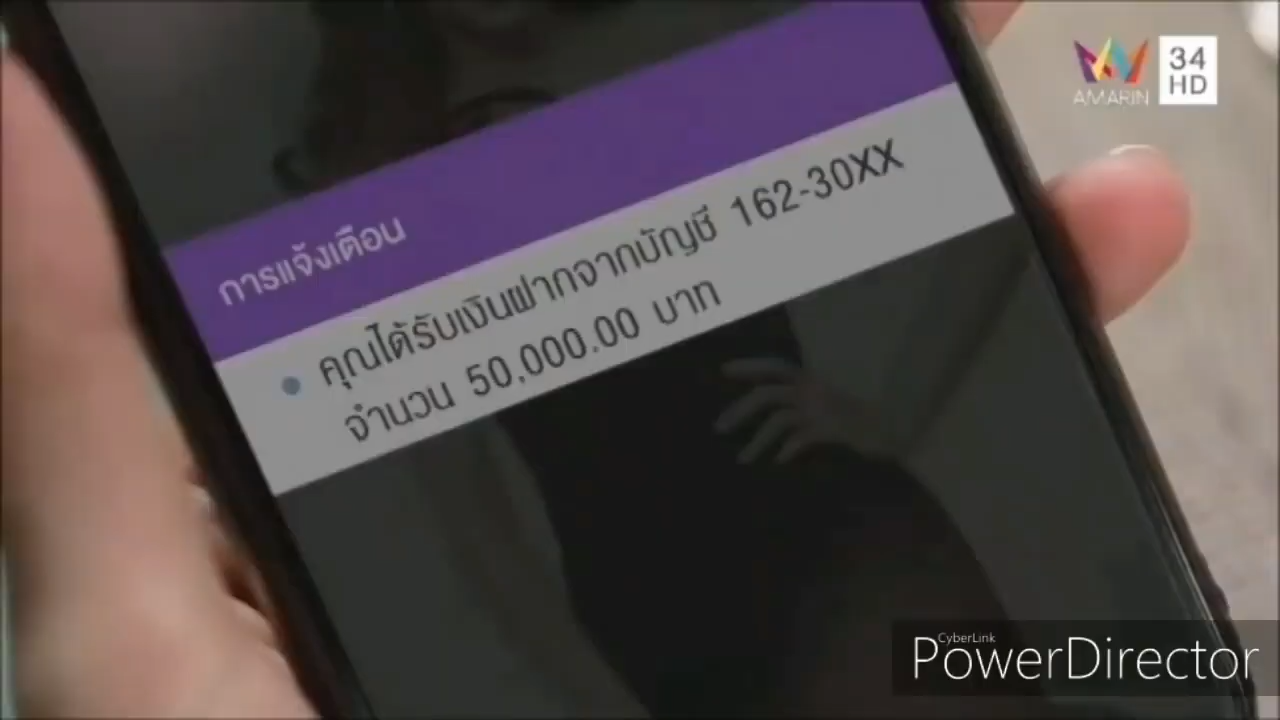 AMARIN
34
HD
การแจ้งเตือน
คุณได้รับเงินฝากจากบัญชี 162-30XX
จำนวน 50,000.00 บาท
CyberLink
PowerDirector